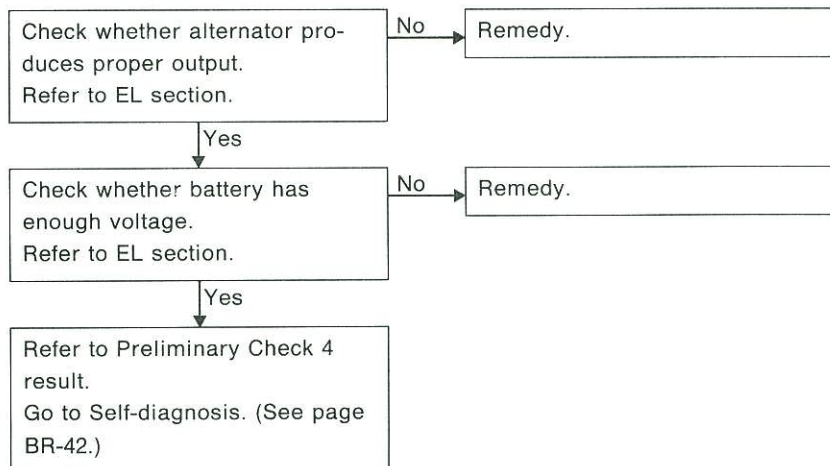 Check whether alternator pro-
duces proper output.
Refer to EL section.
No
Remedy.
Yes
Check whether battery has
enough voltage.
Refer to EL section.
No
Remedy.
Yes
Refer to Preliminary Check 4
result.
Go to Self-diagnosis. (See page
BR-42.)